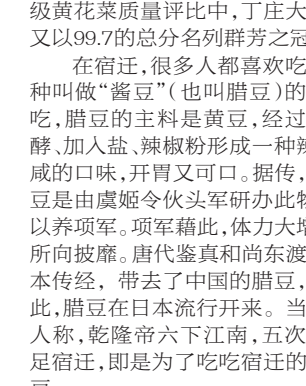 级黄花菜质量评比中，丁庄大
又以99.7的总分名列群芳之冠
在宿迁，很多人都喜欢吃
种叫做“酱豆”（也叫腊豆）的
吃，腊豆的主料是黄豆，经过
酵、加入盐、辣椒粉形成一种辣
咸的口味，开胃又可口。据传，
豆是由虞姬令伙头军研办此物
以养项军。项军藉此，体力大增
所向披靡。唐代鉴真和尚东渡
本传经，带去了中国的腊豆，
此，腊豆在日本流行开来。当
人称，乾隆帝六下江南，五次
足宿迁，即是为了吃吃宿迁的